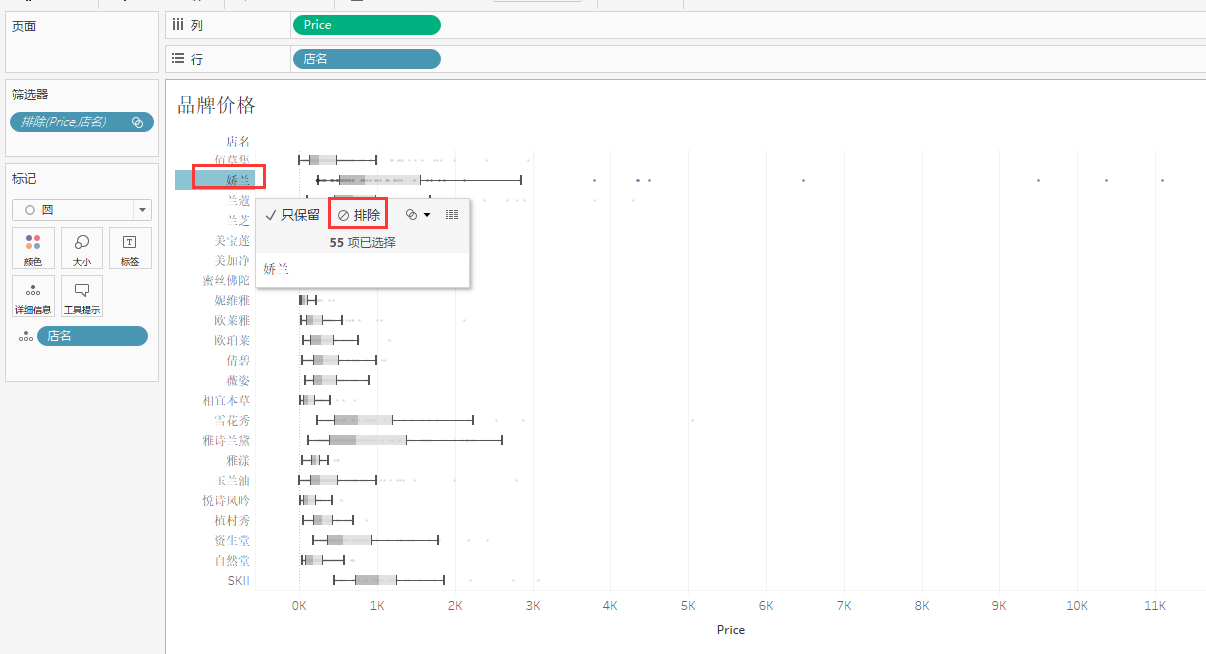 页面
列
Price
行
店名
筛选器
排除(Price,店名)
标记
圆
颜色
大小
标签
详细信息
工具提示
店名
品牌价格
店名
佰草集
娇兰
兰蔻
兰芝
美宝莲
美加净
蜜丝佛陀
妮维雅
欧莱雅
欧珀莱
倩碧
薇姿
相宜本草
雪花秀
雅诗兰黛
雅漾
玉兰油
悦诗风吟
植村秀
资生堂
自然堂
SKII
只保留
排除
55 项已选择
娇兰
0K 1K 2K 3K 4K 5K 6K 7K 8K 9K 10K 11K
Price